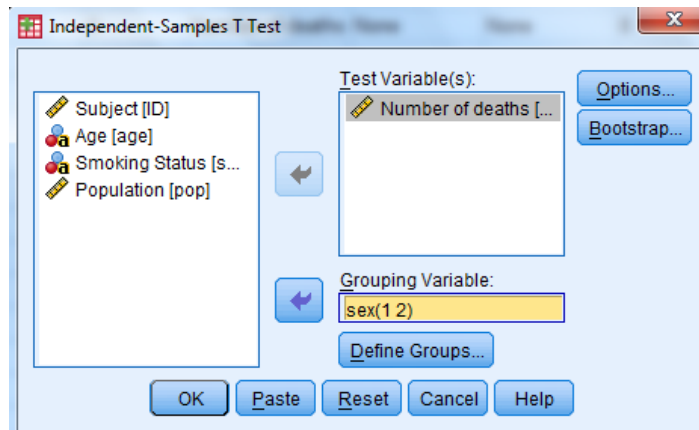 Independent-Samples T Test
Test Variable(s):
Subject [ID]
Age [age]
Smoking Status [s...
Population [pop]
Number of deaths [...
Options...
Bootstrap...
Grouping Variable:
sex(1 2)
Define Groups...
OK
Paste
Reset
Cancel
Help